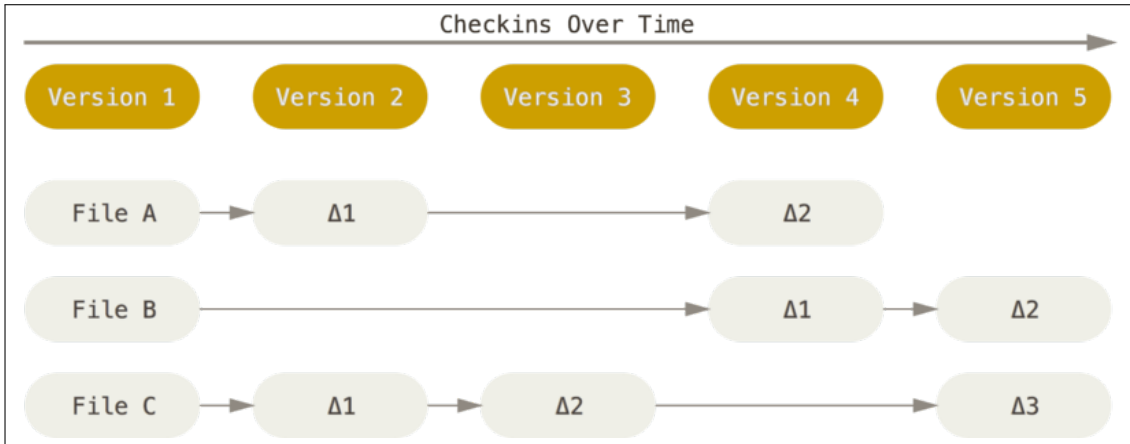 Checkins Over Time
Version 1 Version 2 Version 3 Version 4 Version 5
File A Δ1 Δ2
File B Δ1 Δ2
File C Δ1 Δ2 Δ3